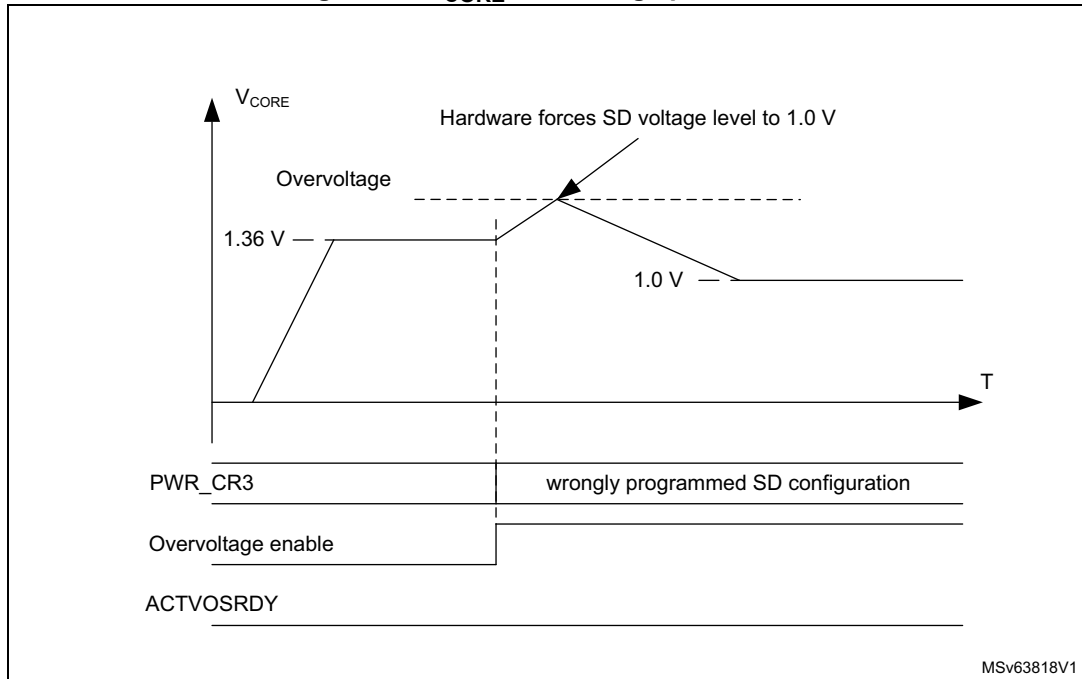 V_CORE
Hardware forces SD voltage level to 1.0 V
Overvoltage
1.36 V
1.0 V
T
PWR_CR3
wrongly programmed SD configuration
Overvoltage enable
ACTVOSRDY
MSv63818V1